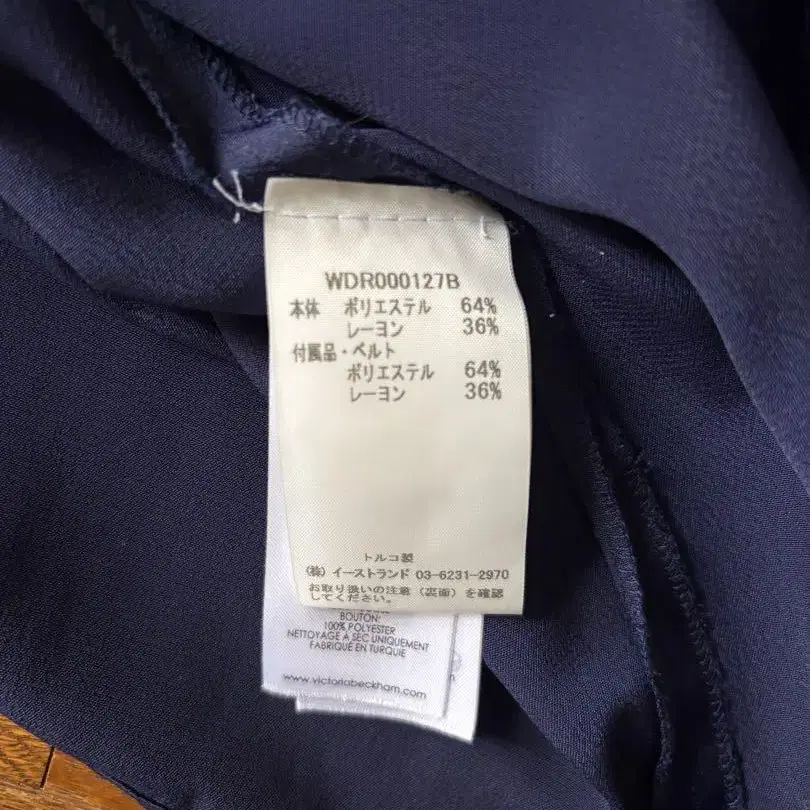 WDR000127B
本体 ポリエステル 64%
レーヨン 36%
付属品・ベルト
ポリエステル 64%
レーヨン 36%
トルコ製
(株) イーストランド 03-6231-2970
お取り扱いの注意 (裏面) を確認
してください。
BOUTON:
100% POLYESTER
NETTOYAGE À SEC UNIQUEMENT
FABRIQUÉ EN TURQUIE
www.victoriabeckham.com